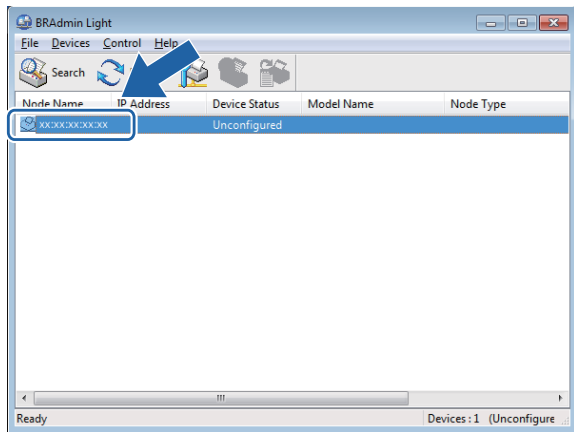 BRAdmin Light
File Devices Control Help
Search
Node Name IP Address Device Status Model Name Node Type
xx:xx:xx:xx:xx Unconfigured
Ready Devices : 1 (Unconfigure